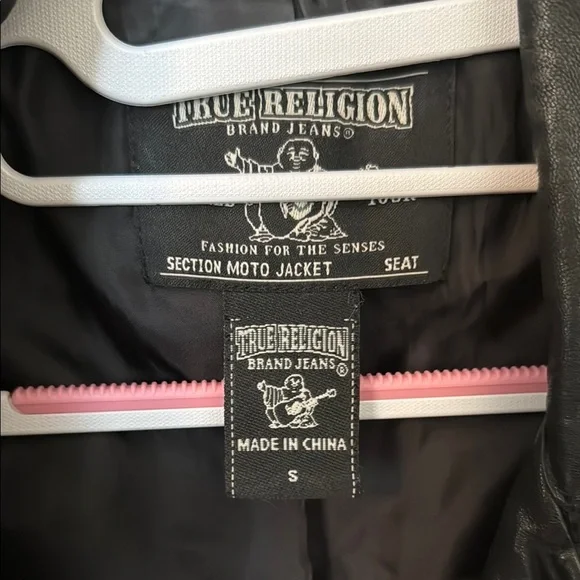 TRUE RELIGION
BRAND JEANS®
FASHION FOR THE SENSES
SECTION MOTO JACKET SEAT
TRUE RELIGION
BRAND JEANS®
MADE IN CHINA
S